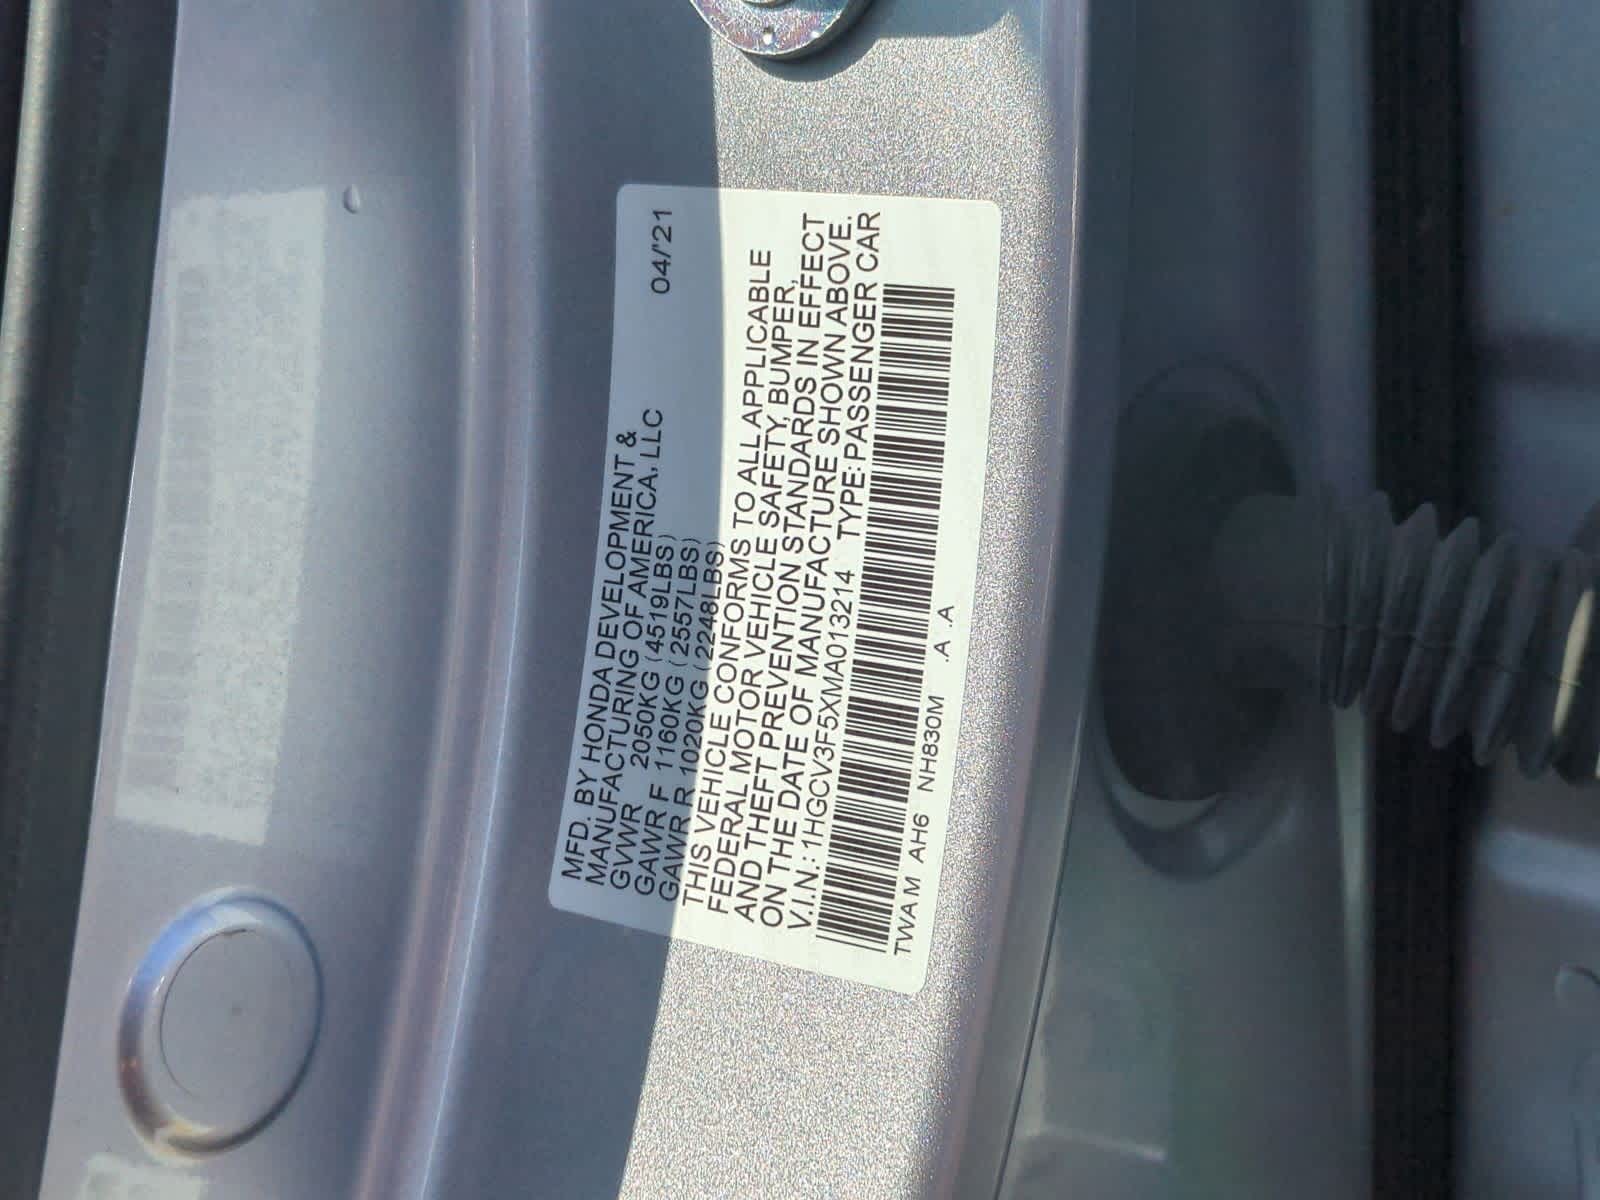 MFD. BY HONDA DEVELOPMENT &
MANUFACTURING OF AMERICA, LLC 04/'21
GVWR 2050KG (4519LBS)
GAWR F 1160KG (2557LBS)
GAWR R 1020KG (2248LBS)
THIS VEHICLE CONFORMS TO ALL APPLICABLE
FEDERAL MOTOR VEHICLE SAFETY, BUMPER,
AND THEFT PREVENTION STANDARDS IN EFFECT
ON THE DATE OF MANUFACTURE SHOWN ABOVE.
V.I.N.: 1HGCV3F5XMA013214 TYPE: PASSENGER CAR
TWA M AH6 NH830M .A .A